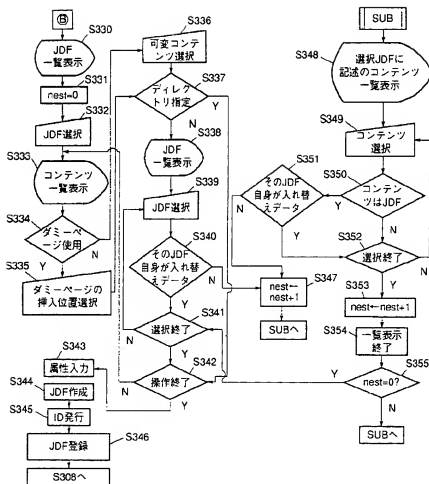 B
S330
JDF
一覧表示
S331
nest=0
S332
JDF選択
S333
コンテンツ
一覧表示
S334
ダミーペ
ージ使用
N
Y
S335
ダミーページの
挿入位置選択
S343
属性入力
S344
JDF作成
S345
ID発行
S346
JDF登録
S308へ
S336
可変コンテ
ンツ選択
S337
ディレク
トリ指定
Y
N
S338
JDF
一覧表示
S339
JDF選択
S340
そのJDF
自身が入れ替
えデータ
N
Y
S341
選択終了
N
Y
S342
操作終了
N
Y
SUB
S348
選択JDFに
記述のコンテンツ
一覧表示
S349
コンテンツ
選択
S350
コンテン
ツはJDF
Y
N
S351
そのJDF
自身が入れ替
えデータ
N
Y
S352
選択終了
N
Y
S347
nest←
nest+1
SUBへ
S353
nest←nest+1
S354
一覧表示
終了
S355
nest=0?
Y
N
SUBへ